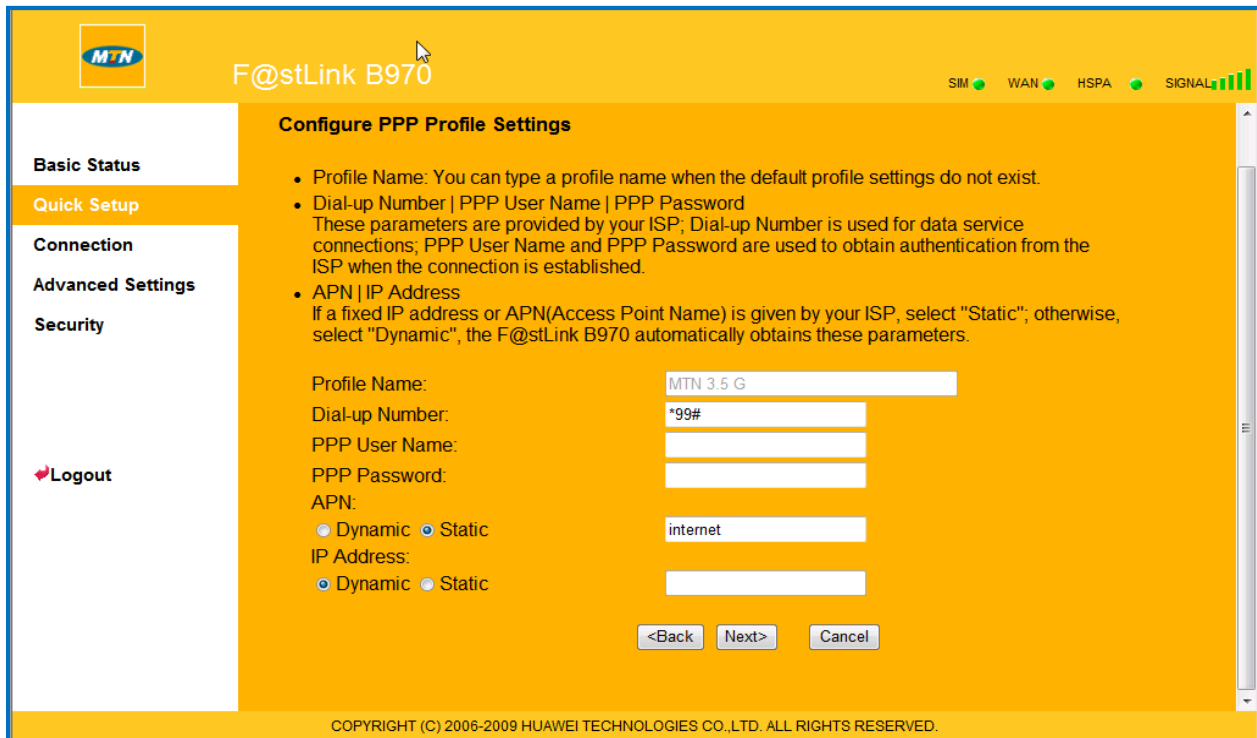 MTN
F@stLink B970
SIM WAN HSPA SIGNAL
Basic Status
Quick Setup
Connection
Advanced Settings
Security
Logout
Configure PPP Profile Settings
• Profile Name: You can type a profile name when the default profile settings do not exist.
• Dial-up Number | PPP User Name | PPP Password
These parameters are provided by your ISP; Dial-up Number is used for data service
connections; PPP User Name and PPP Password are used to obtain authentication from the
ISP when the connection is established.
• APN | IP Address
If a fixed IP address or APN(Access Point Name) is given by your ISP, select "Static"; otherwise,
select "Dynamic", the F@stLink B970 automatically obtains these parameters.
Profile Name: MTN 3.5 G
Dial-up Number: *99#
PPP User Name:
PPP Password:
APN:
Dynamic Static internet
IP Address:
Dynamic Static
<Back Next> Cancel
COPYRIGHT (C) 2006-2009 HUAWEI TECHNOLOGIES CO.,LTD. ALL RIGHTS RESERVED.